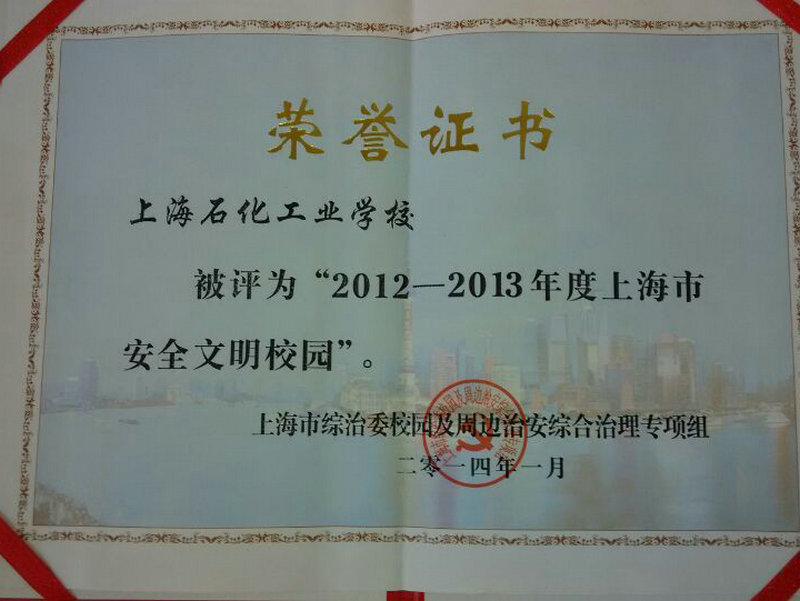 荣誉证书
上海石化工业学校
被评为“2012—2013年度上海市
安全文明校园”。
上海市综治委校园及周边治安综合治理专项组
二零一四年一月